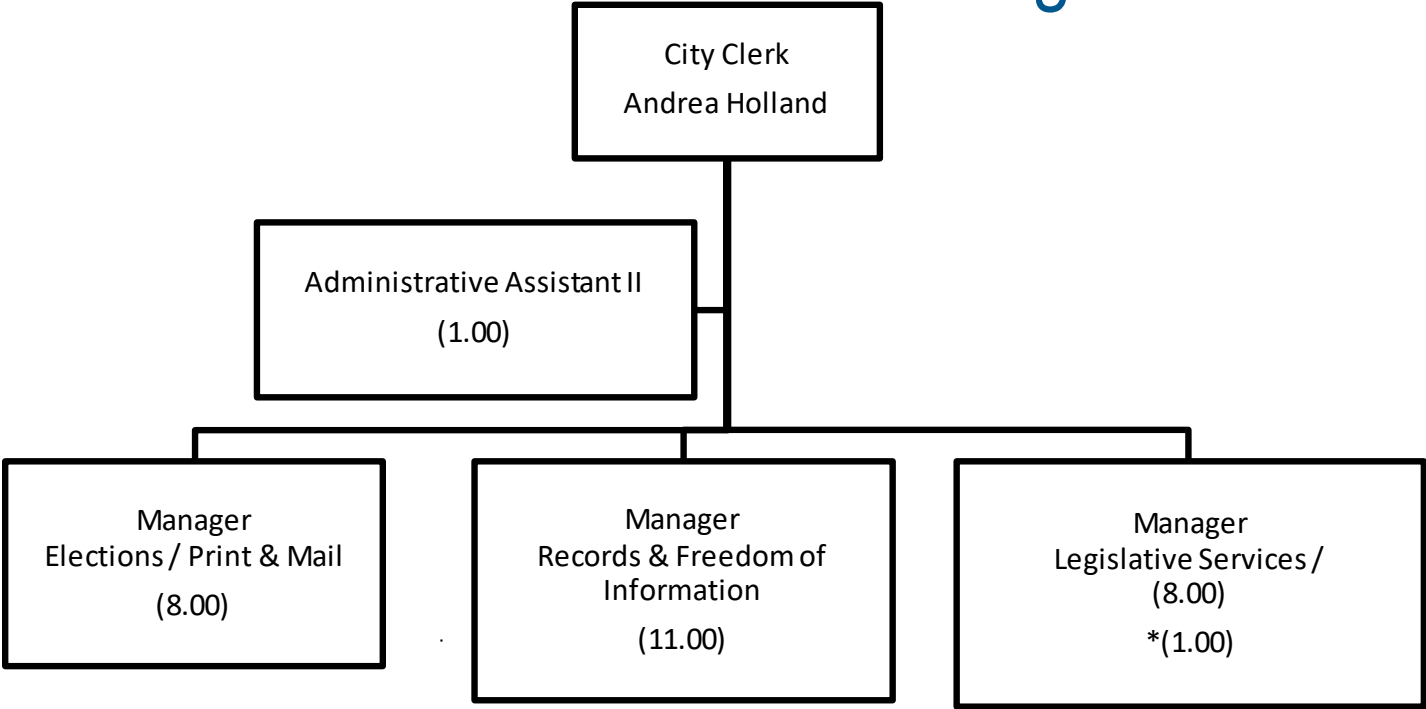 City Clerk
Andrea Holland
Administrative Assistant II
(1.00)
Manager
Elections / Print & Mail
(8.00)
Manager
Records & Freedom of
Information
(11.00)
Manager
Legislative Services /
(8.00)
*(1.00)